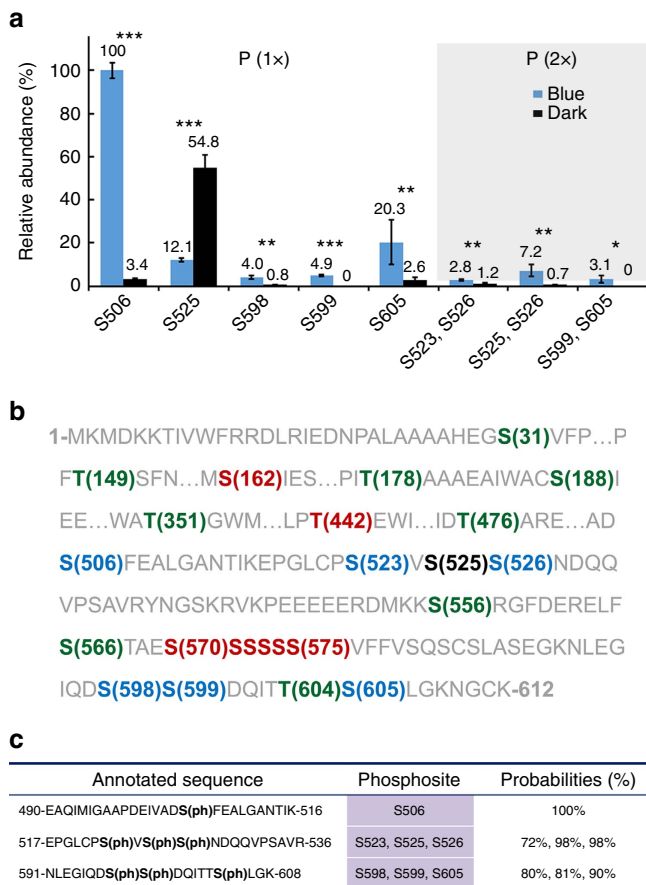 a
***
100
P (1×)
P (2×)
100
80
60
40
20
0
Relative abundance (%)
Blue
Dark
3.4
***
12.1
54.8
**
4.0
0.8
***
4.9
0
**
20.3
2.6
**
2.8
1.2
**
7.2
0.7
*
3.1
0
S506
S525
S598
S599
S605
S523, S526
S525, S526
S599, S605
b
1-MKMDKKTIVWFRRDLRIEDNPALAAAAHEGS(31)VFP...P
FT(149)SFN...MS(162)IES...PIT(178)AAAEAIWACS(188)I
EE...WAT(351)GWM...LPT(442)EWI...IDT(476)ARE...AD
S(506)FEALGANTIKEPGLCPS(523)VS(525)S(526)NDQQ
VPSAVRYNGSKRVKPEEEEERDMKKS(556)RGFDERELF
S(566)TAES(570)SSSSS(575)VFFVSQSCSLASEGKNLEG
IQDS(598)S(599)DQITT(604)S(605)LGKNGCK-612
c
Annotated sequence Phosphosite Probabilities (%)
490-EAQIMIGAAPDEIVADS(ph)FEALGANTIK-516 S506 100%
517-EPGLCPS(ph)VS(ph)S(ph)NDQQVPSAVR-536 S523, S525, S526 72%, 98%, 98%
591-NLEGIQDS(ph)S(ph)DQITTS(ph)LGK-608 S598, S599, S605 80%, 81%, 90%